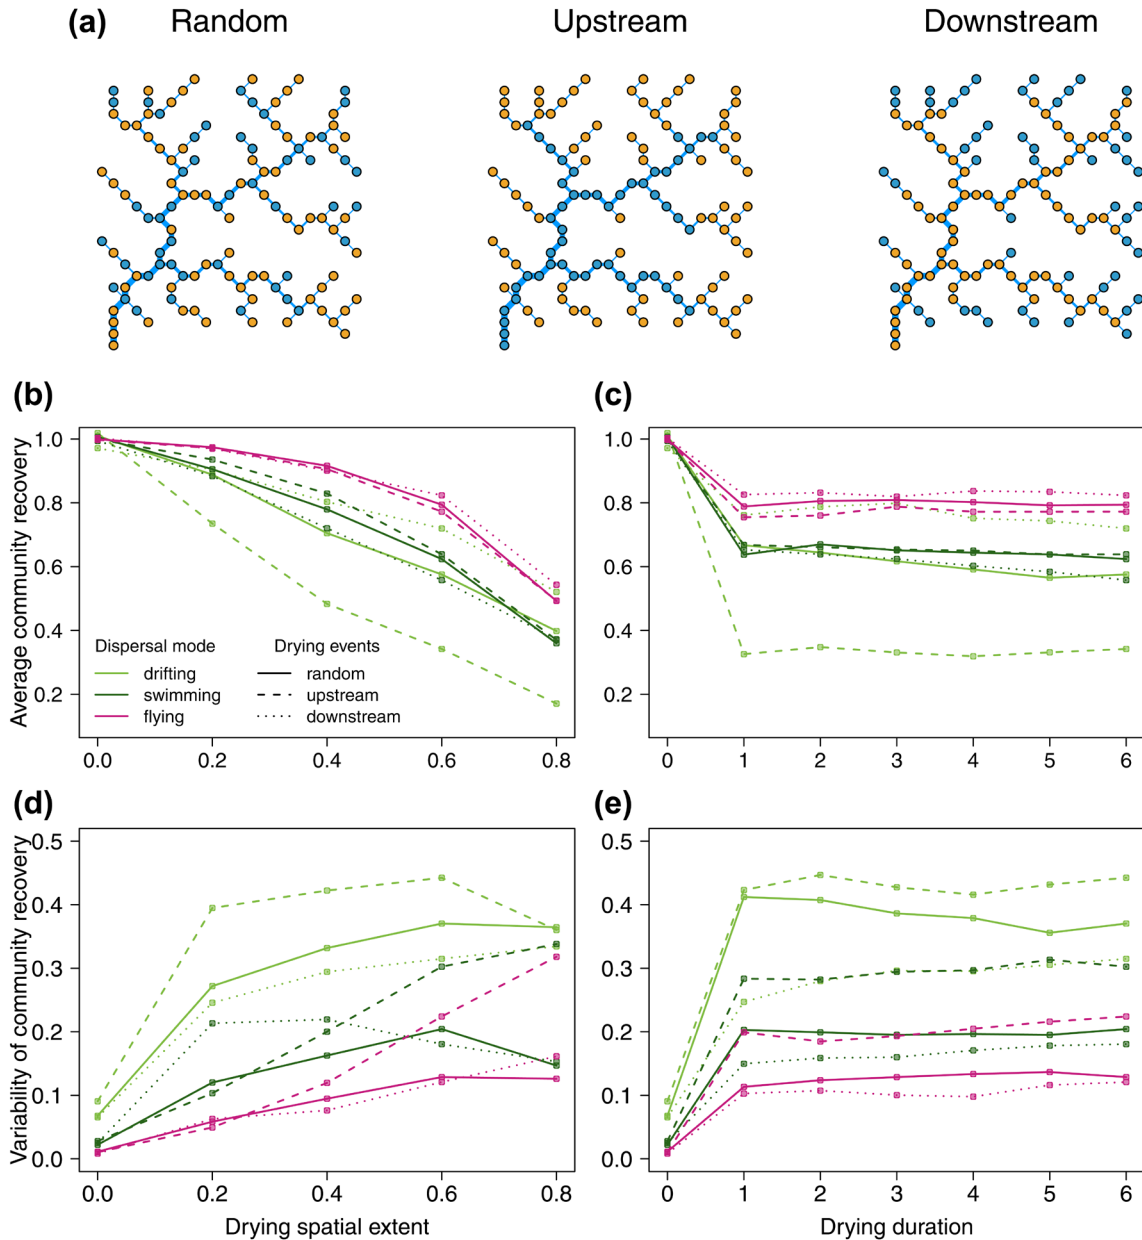 (a) Random Upstream Downstream
(b) (c)
Average community recovery
1.0
0.8
0.6
0.4
0.2
Dispersal mode Drying events
drifting random
swimming upstream
flying downstream
0.0 0.2 0.4 0.6 0.8
1.0
0.8
0.6
0.4
0.2
0 1 2 3 4 5 6
(d) (e)
Variability of community recovery
0.5
0.4
0.3
0.2
0.1
0.0
0.0 0.2 0.4 0.6 0.8
Drying spatial extent
0.5
0.4
0.3
0.2
0.1
0.0
0 1 2 3 4 5 6
Drying duration